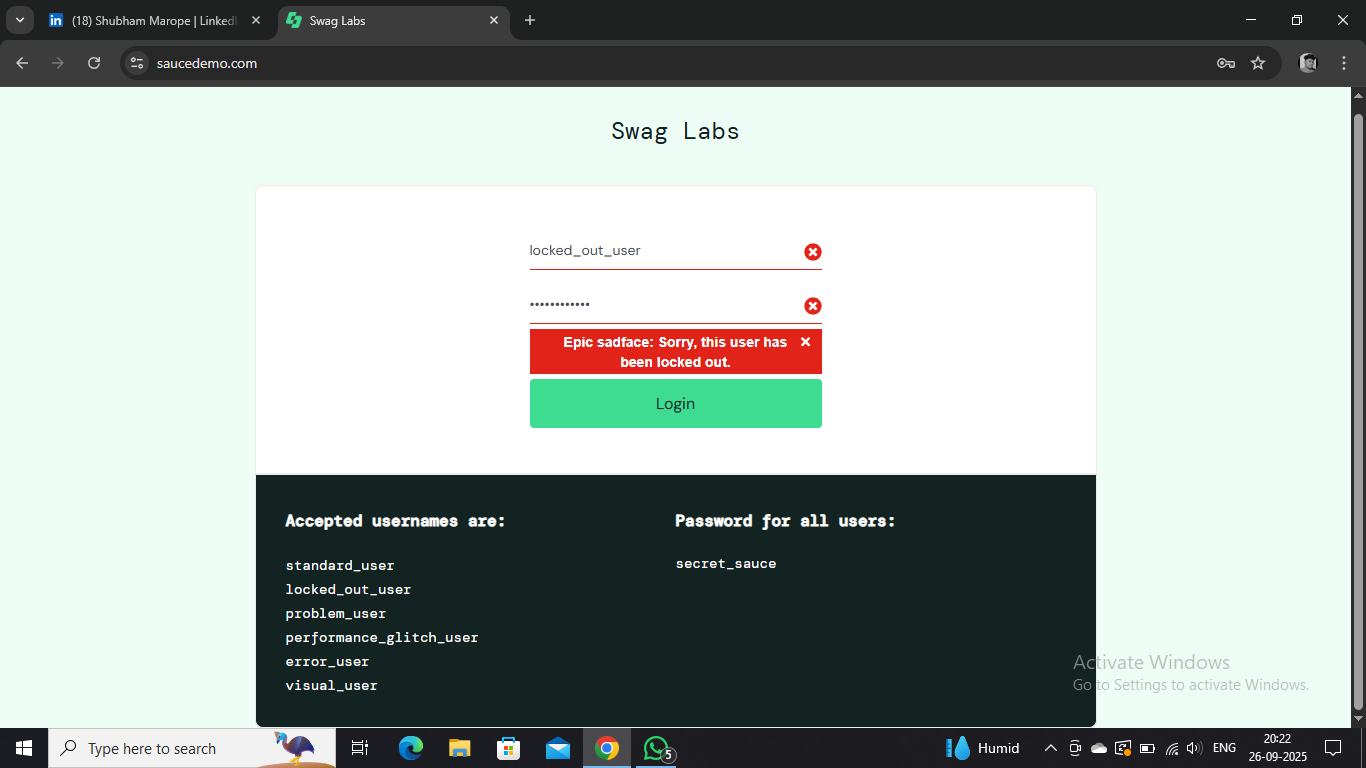 (18) Shubham Marope | LinkedI
Swag Labs
saucedemo.com
Swag Labs
locked_out_user
••••••••••••
Epic sadface: Sorry, this user has
been locked out.
Login
Accepted usernames are:
standard_user
locked_out_user
problem_user
performance_glitch_user
error_user
visual_user
Password for all users:
secret_sauce
Activate Windows
Go to Settings to activate Windows.
Type here to search
5
Humid
ENG
20:22
26-09-2025